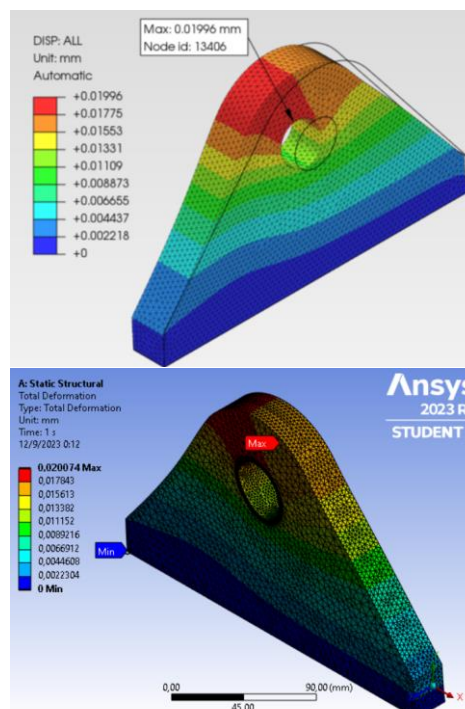 Max: 0.01996 mm
Node id: 13406
DISP: ALL
Unit: mm
Automatic
+0.01996
+0.01775
+0.01553
+0.01331
+0.01109
+0.008873
+0.006655
+0.004437
+0.002218
+0
A: Static Structural
Total Deformation
Type: Total Deformation
Unit: mm
Time: 1 s
12/9/2023 0:12
Ansys
2023 R
STUDENT
0,020074 Max
0,017843
0,015613
0,013382
0,011152
0,0089216
0,0066912
0,0044608
0,0022304
0 Min
Max
Min
0,00
90,00 (mm)
45,00
X